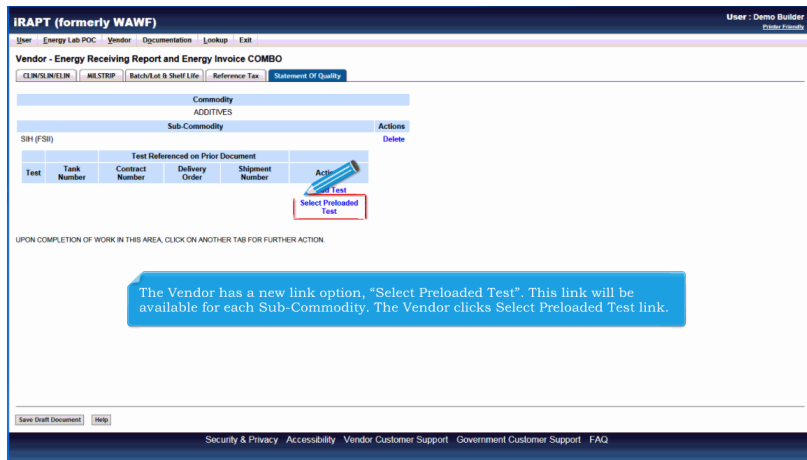 iRAPT (formerly WAWF)
User : Demo Builder
Printer Friendly
User Energy Lab POC Vendor Documentation Lookup Exit
Vendor - Energy Receiving Report and Energy Invoice COMBO
CLIN/SLIN/ELIN MILSTRIP Batch/Lot & Shelf Life Reference Tax Statement Of Quality
Commodity
ADDITIVES
Sub-Commodity Actions
SIH (FSII) Delete
Test Referenced on Prior Document
Test Tank Number Contract Number Delivery Order Shipment Number
Test
Select Preloaded
Test
UPON COMPLETION OF WORK IN THIS AREA, CLICK ON ANOTHER TAB FOR FURTHER ACTION.
The Vendor has a new link option, “Select Preloaded Test”. This link will be
available for each Sub-Commodity. The Vendor clicks Select Preloaded Test link.
Save Draft Document Help
Security & Privacy Accessibility Vendor Customer Support Government Customer Support FAQ